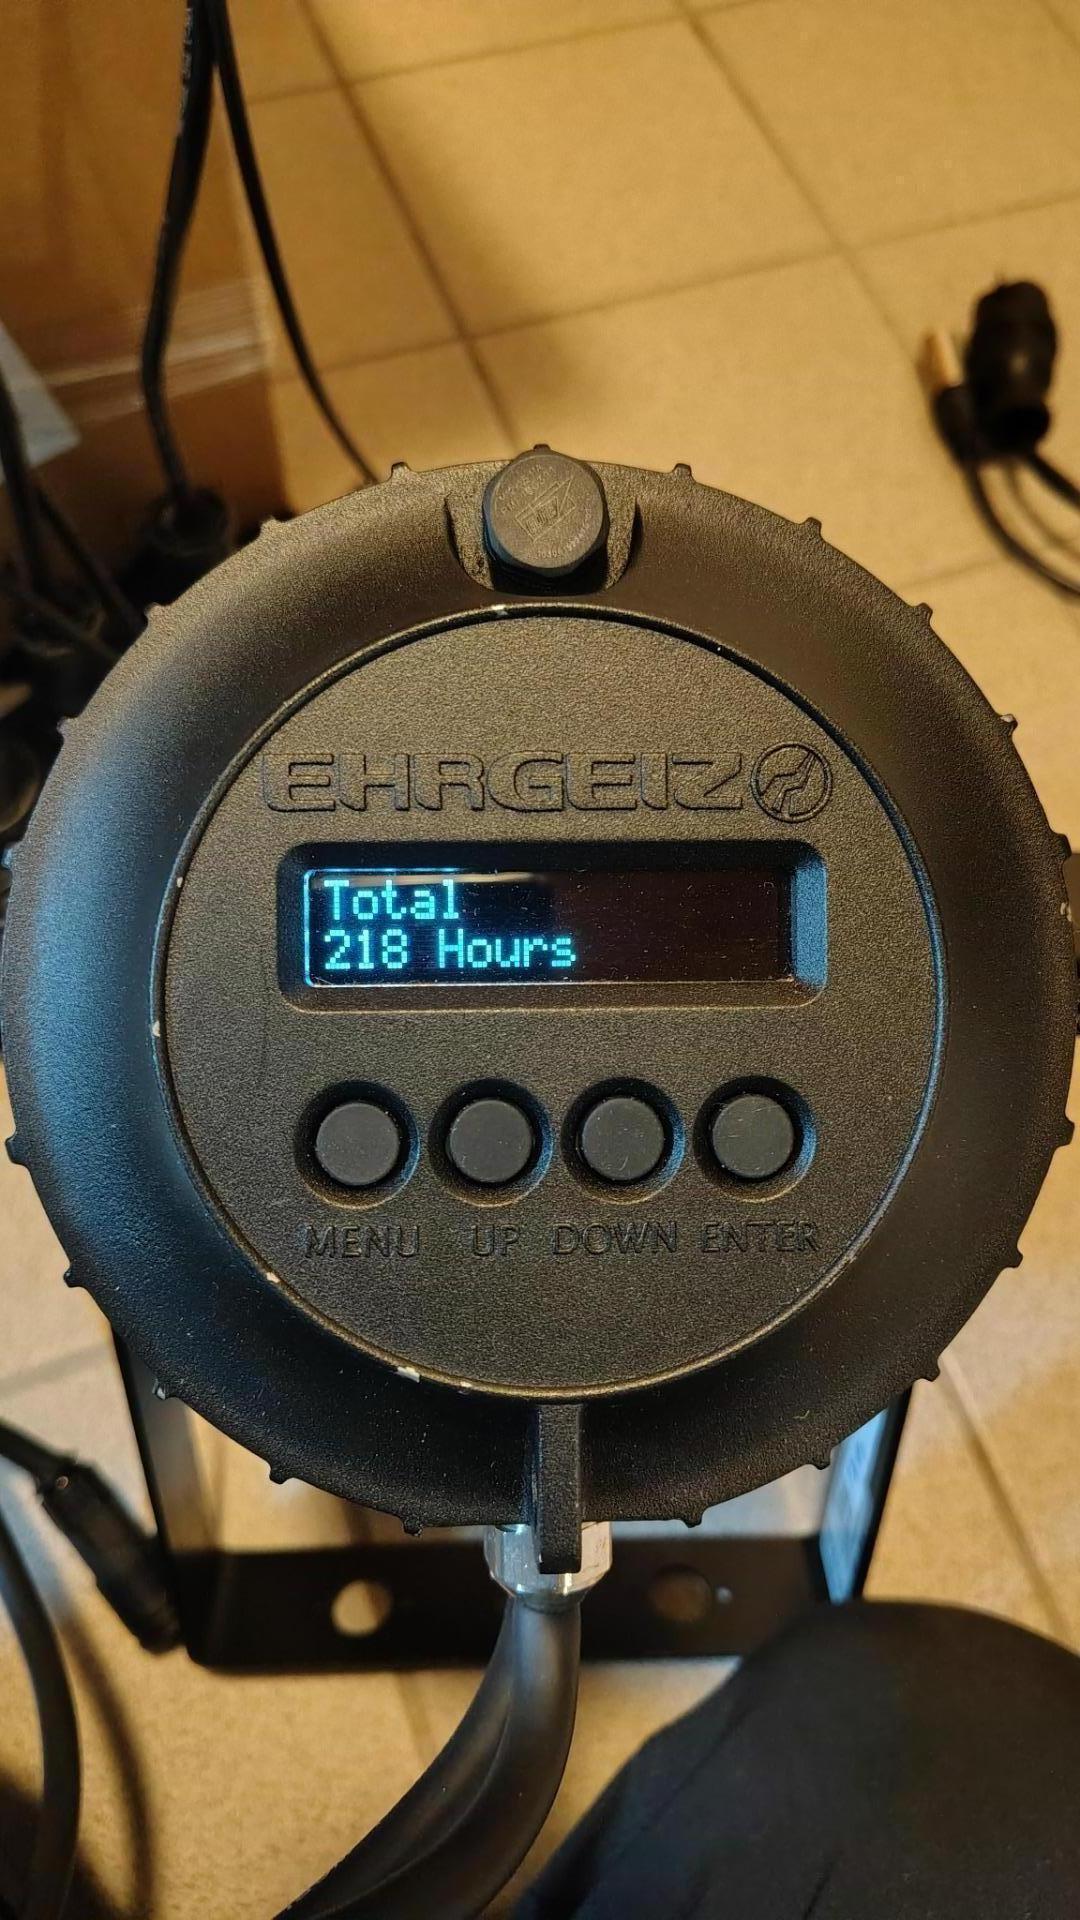 EHRGEIZ
Total
218 Hours
MENU UP DOWN ENTER